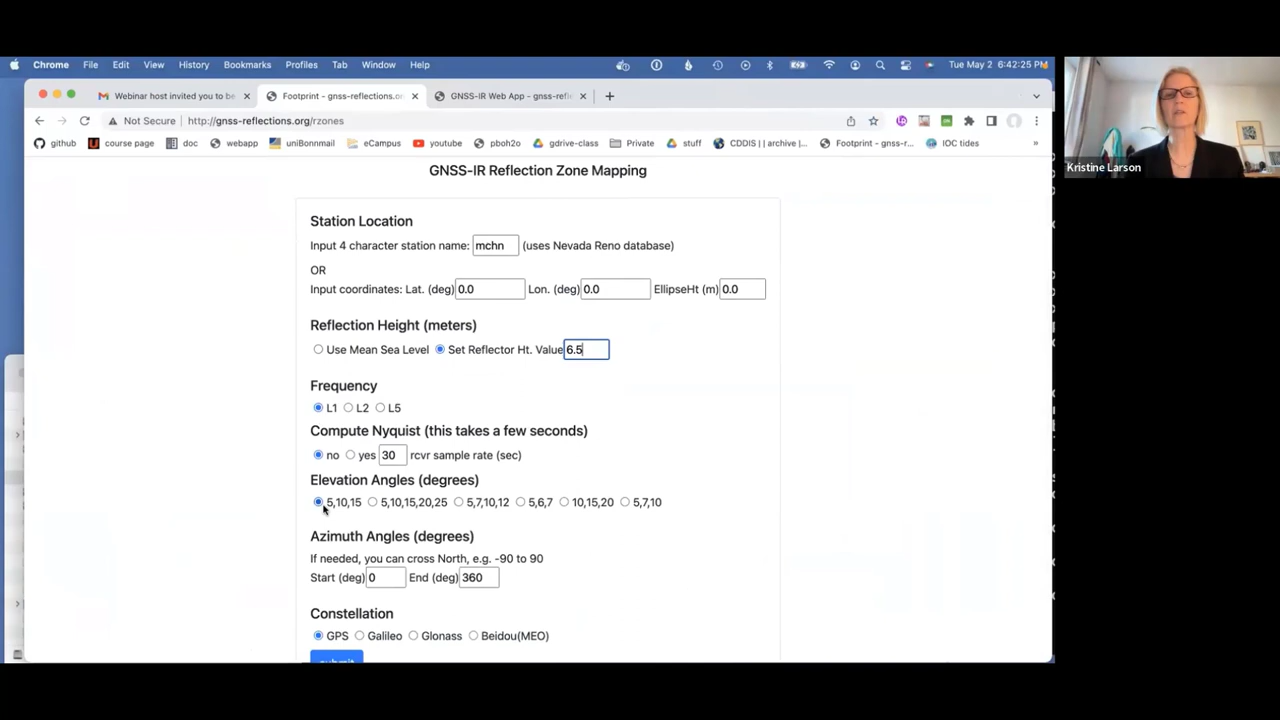 Chrome File Edit View History Bookmarks Profiles Tab Window Help Tue May 2 6:42:25
Webinar host invited you to be Footprint - gnss-reflections.or GNSS-IR Web App - gnss-refl
Not Secure http://gnss-reflections.org/rzones
github course page doc webapp uniBonnmail eCampus youtube pboh2o gdrive-class Private stuff CDDIS | | archive |... Footprint - gnss-r... IOC tides »
GNSS-IR Reflection Zone Mapping
Kristine Larson
Station Location
Input 4 character station name: mchn (uses Nevada Reno database)
OR
Input coordinates: Lat. (deg) 0.0 Lon. (deg) 0.0 EllipseHt (m) 0.0
Reflection Height (meters)
Use Mean Sea Level Set Reflector Ht. Value 6.5
Frequency
L1 L2 L5
Compute Nyquist (this takes a few seconds)
no yes 30 rcvr sample rate (sec)
Elevation Angles (degrees)
5,10,15 5,10,15,20,25 5,7,10,12 5,6,7 10,15,20 5,7,10
Azimuth Angles (degrees)
If needed, you can cross North, e.g. -90 to 90
Start (deg) 0 End (deg) 360
Constellation
GPS Galileo Glonass Beidou(MEO)
submit